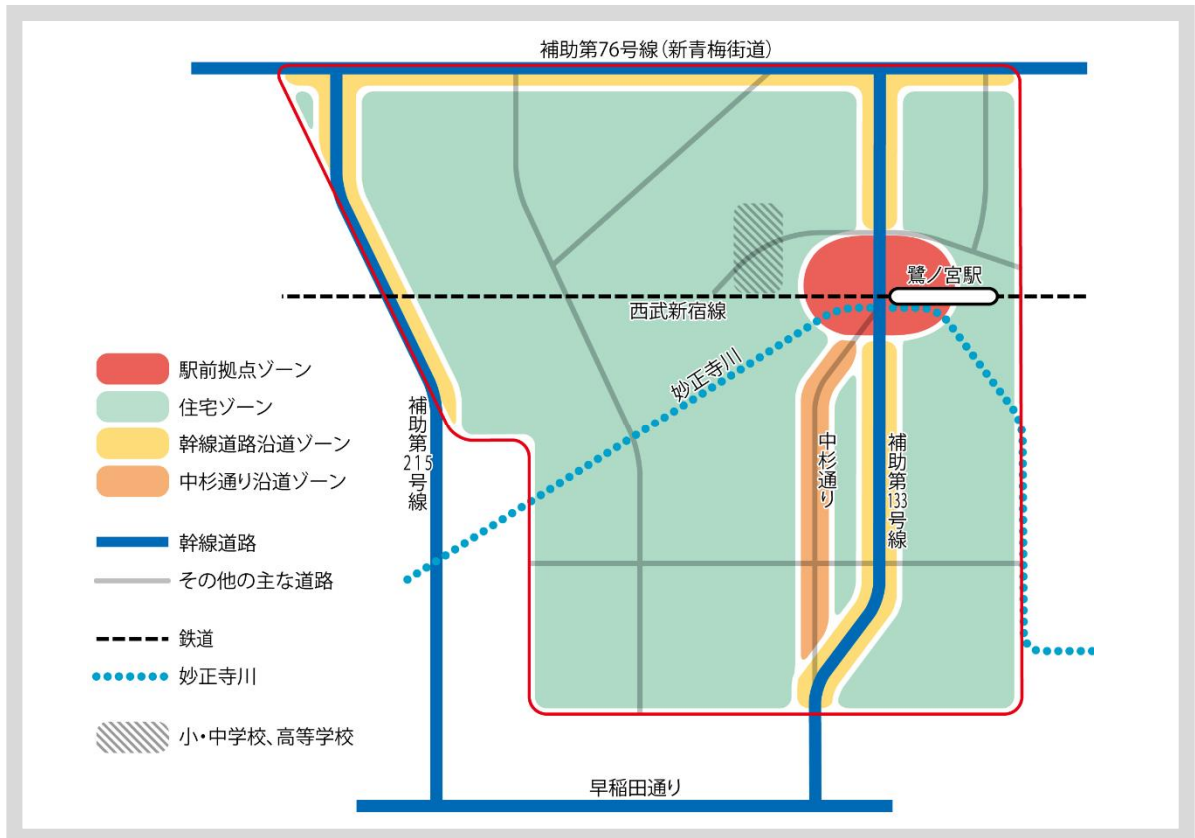 補助第76号線（新青梅街道）
鷺ノ宮駅
西武新宿線
妙正寺川
駅前拠点ゾーン
住宅ゾーン
幹線道路沿道ゾーン
中杉通り沿道ゾーン
補助第215号線
中杉通り
補助第133号線
幹線道路
その他の主な道路
鉄道
妙正寺川
小・中学校、高等学校
早稲田通り